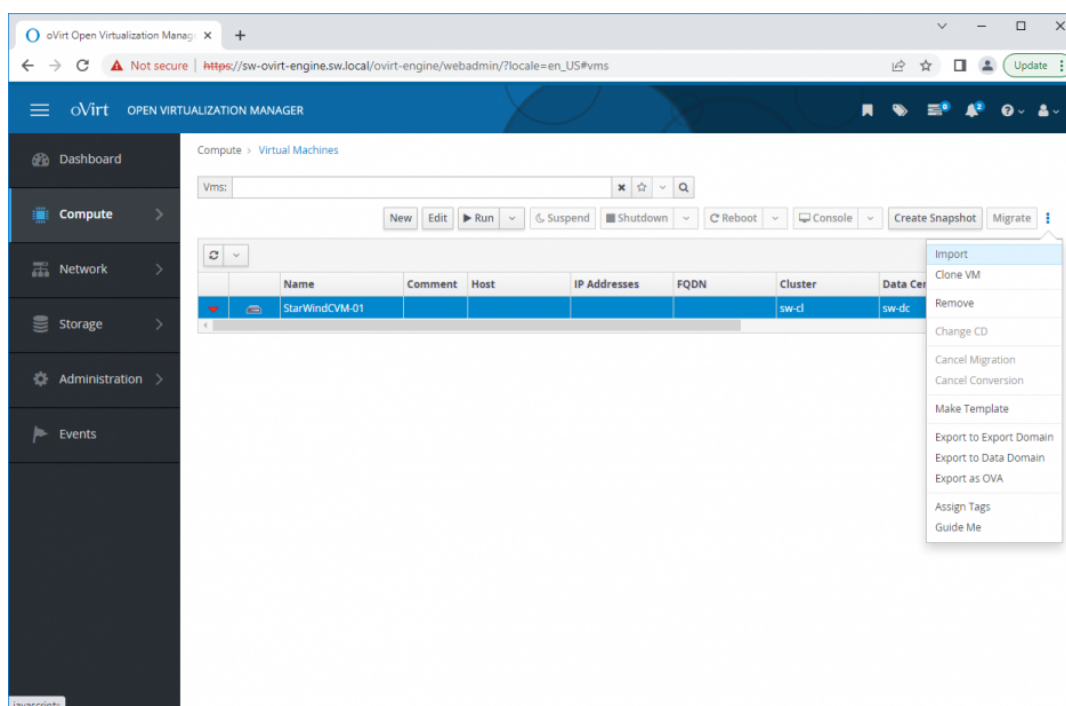 oVirt Open Virtualization Manag
Not secure https://sw-ovirt-engine.sw.local/ovirt-engine/webadmin/?locale=en_US#vms Update
oVirt OPEN VIRTUALIZATION MANAGER 0 2
Dashboard
Compute
Network
Storage
Administration
Events
Compute > Virtual Machines
Vms:
New Edit Run Suspend Shutdown Reboot Console Create Snapshot Migrate
Name Comment Host IP Addresses FQDN Cluster Data Cen
StarWindCVM-01 sw-cl sw-dc
Import
Clone VM
Remove
Change CD
Cancel Migration
Cancel Conversion
Make Template
Export to Export Domain
Export to Data Domain
Export as OVA
Assign Tags
Guide Me